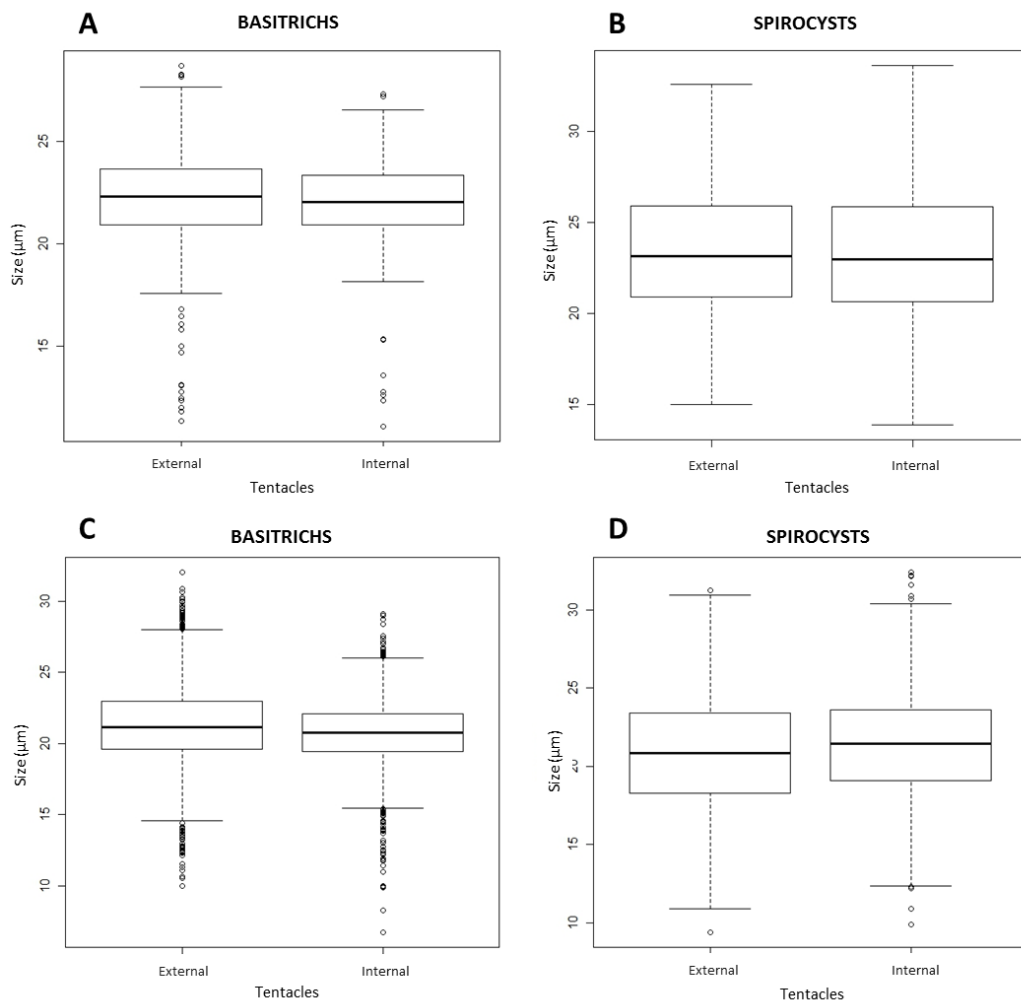 A BASITRICHS
25
20
15
Size (µm)
External Internal
Tentacles
B SPIROCYSTS
30
25
20
15
Size (µm)
External Internal
Tentacles
C BASITRICHS
30
25
20
15
10
Size (µm)
External Internal
Tentacles
D SPIROCYSTS
30
25
20
15
10
Size (µm)
External Internal
Tentacles